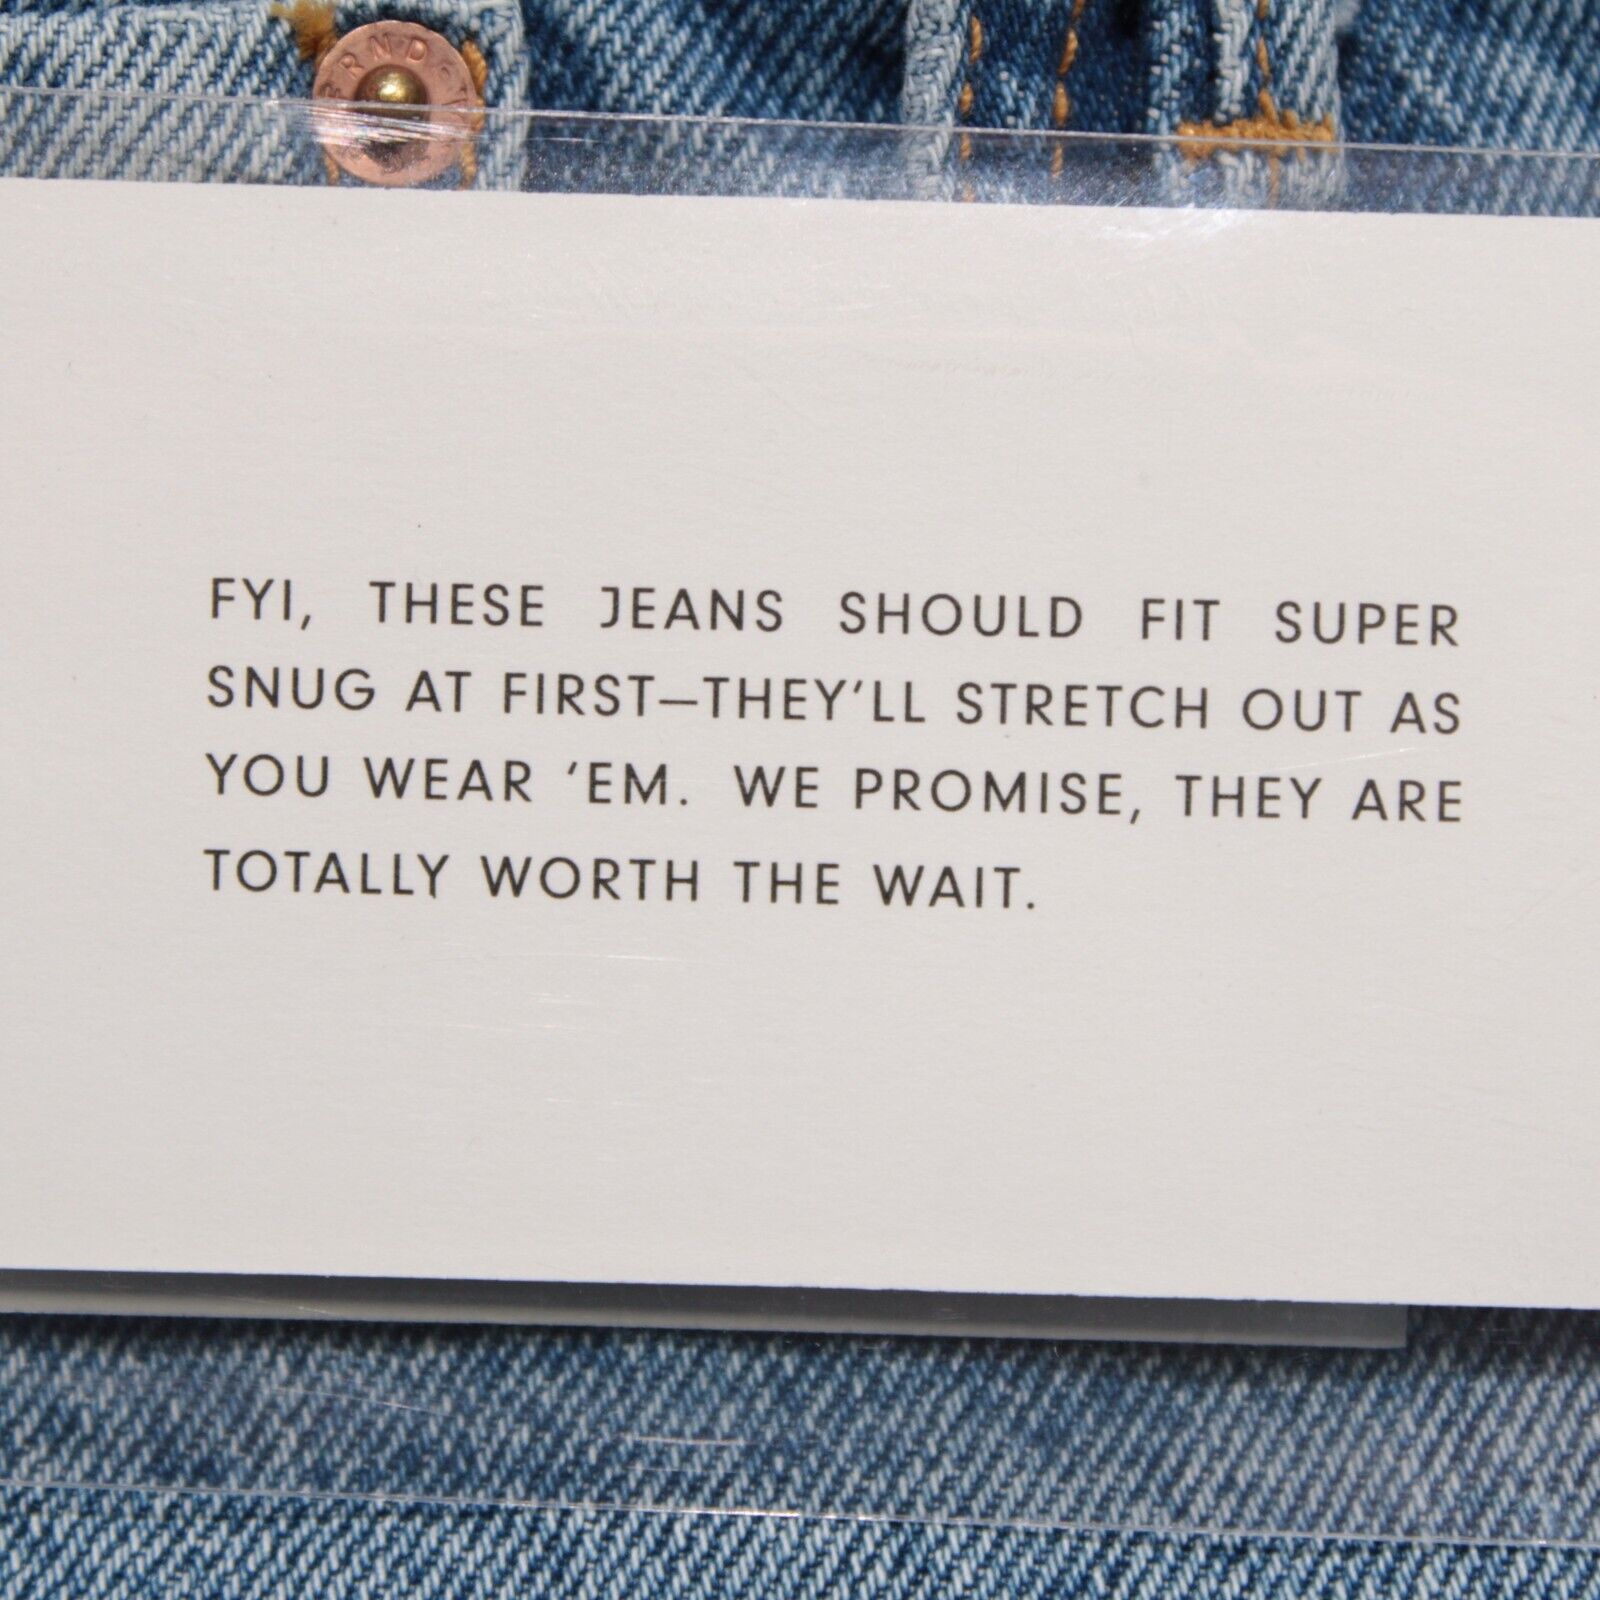 FYI, THESE JEANS SHOULD FIT SUPER
SNUG AT FIRST—THEY'LL STRETCH OUT AS
YOU WEAR 'EM. WE PROMISE, THEY ARE
TOTALLY WORTH THE WAIT.